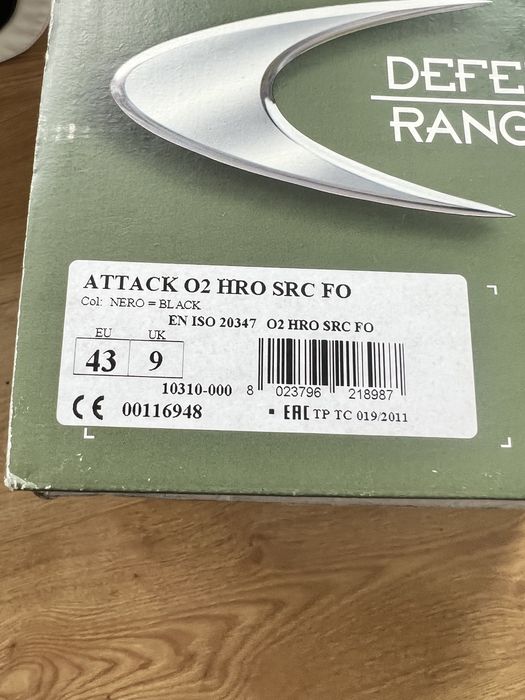 DEFE
RANG
ATTACK O2 HRO SRC FO
Col: NERO = BLACK
EN ISO 20347 O2 HRO SRC FO
EU UK
43 9
10310-000 8 023796 218987
CE 00116948 ▪ EAC TP TC 019/2011